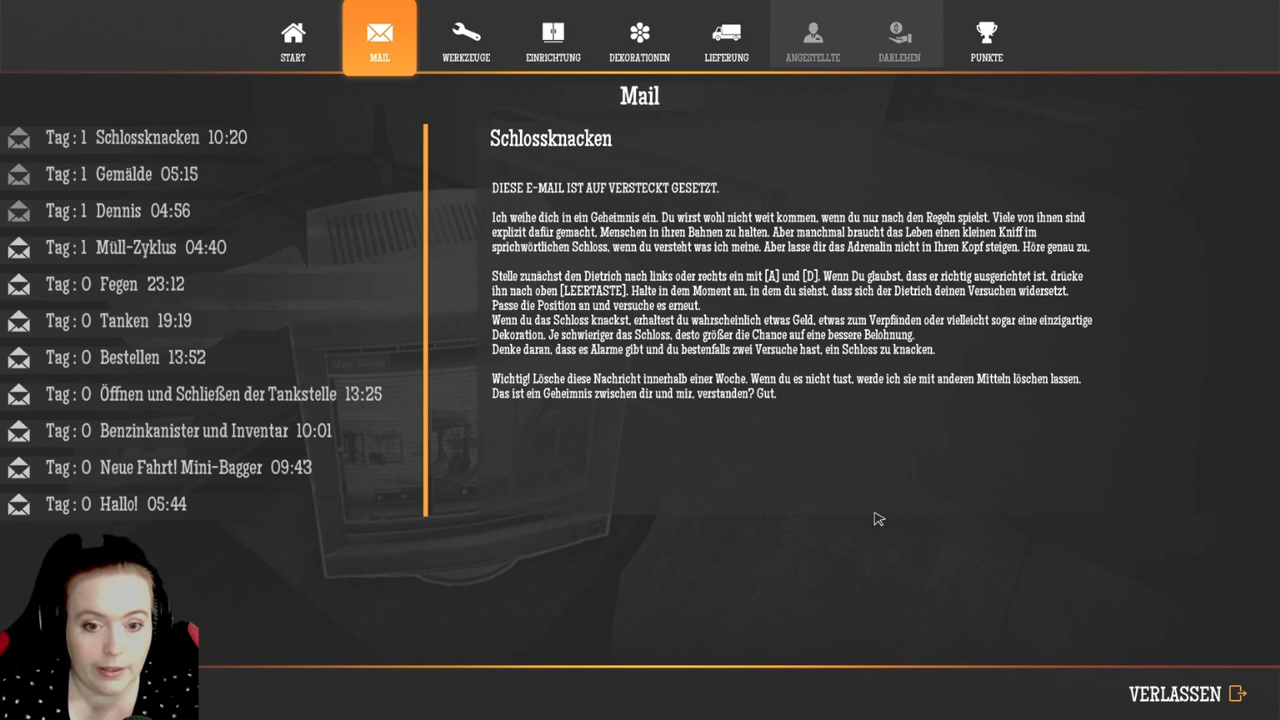 START
MAIL
WERKZEUGE
EINRICHTUNG
DEKORATIONEN
LIEFERUNG
ANGESTELLTE
DARLEHEN
PUNKTE
Mail
Tag : 1 Schlossknacken 10:20
Tag : 1 Gemälde 05:15
Tag : 1 Dennis 04:56
Tag : 1 Müll-Zyklus 04:40
Tag : 0 Fegen 23:12
Tag : 0 Tanken 19:19
Tag : 0 Bestellen 13:52
Tag : 0 Öffnen und Schließen der Tankstelle 13:25
Tag : 0 Benzinkanister und Inventar 10:01
Tag : 0 Neue Fahrt! Mini-Bagger 09:43
Tag : 0 Hallo! 05:44
Schlossknacken
DIESE E-MAIL IST AUF VERSTECKT GESETZT.
Ich weihe dich in ein Geheimnis ein. Du wirst wohl nicht weit kommen, wenn du nur nach den Regeln spielst. Viele von ihnen sind
explizit dafür gemacht, Menschen in ihren Bahnen zu halten. Aber manchmal braucht das Leben einen kleinen Kniff im
sprichwörtlichen Schloss, wenn du versteht was ich meine. Aber lasse dir das Adrenalin nicht in Ihren Kopf steigen. Höre genau zu.
Stelle zunächst den Dietrich nach links oder rechts ein mit [A] und [D]. Wenn Du glaubst, dass er richtig ausgerichtet ist, drücke
ihn nach oben [LEERTASTE]. Halte in dem Moment an, in dem du siehst, dass sich der Dietrich deinen Versuchen widersetzt.
Passe die Position an und versuche es erneut.
Wenn du das Schloss knackst, erhaltest du wahrscheinlich etwas Geld, etwas zum Verpfänden oder vielleicht sogar eine einzigartige
Dekoration. Je schwieriger das Schloss, desto größer die Chance auf eine bessere Belohnung.
Denke daran, dass es Alarme gibt und du bestenfalls zwei Versuche hast, ein Schloss zu knacken.
Wichtig! Lösche diese Nachricht innerhalb einer Woche. Wenn du es nicht tust, werde ich sie mit anderen Mitteln löschen lassen.
Das ist ein Geheimnis zwischen dir und mir, verstanden? Gut.
VERLASSEN